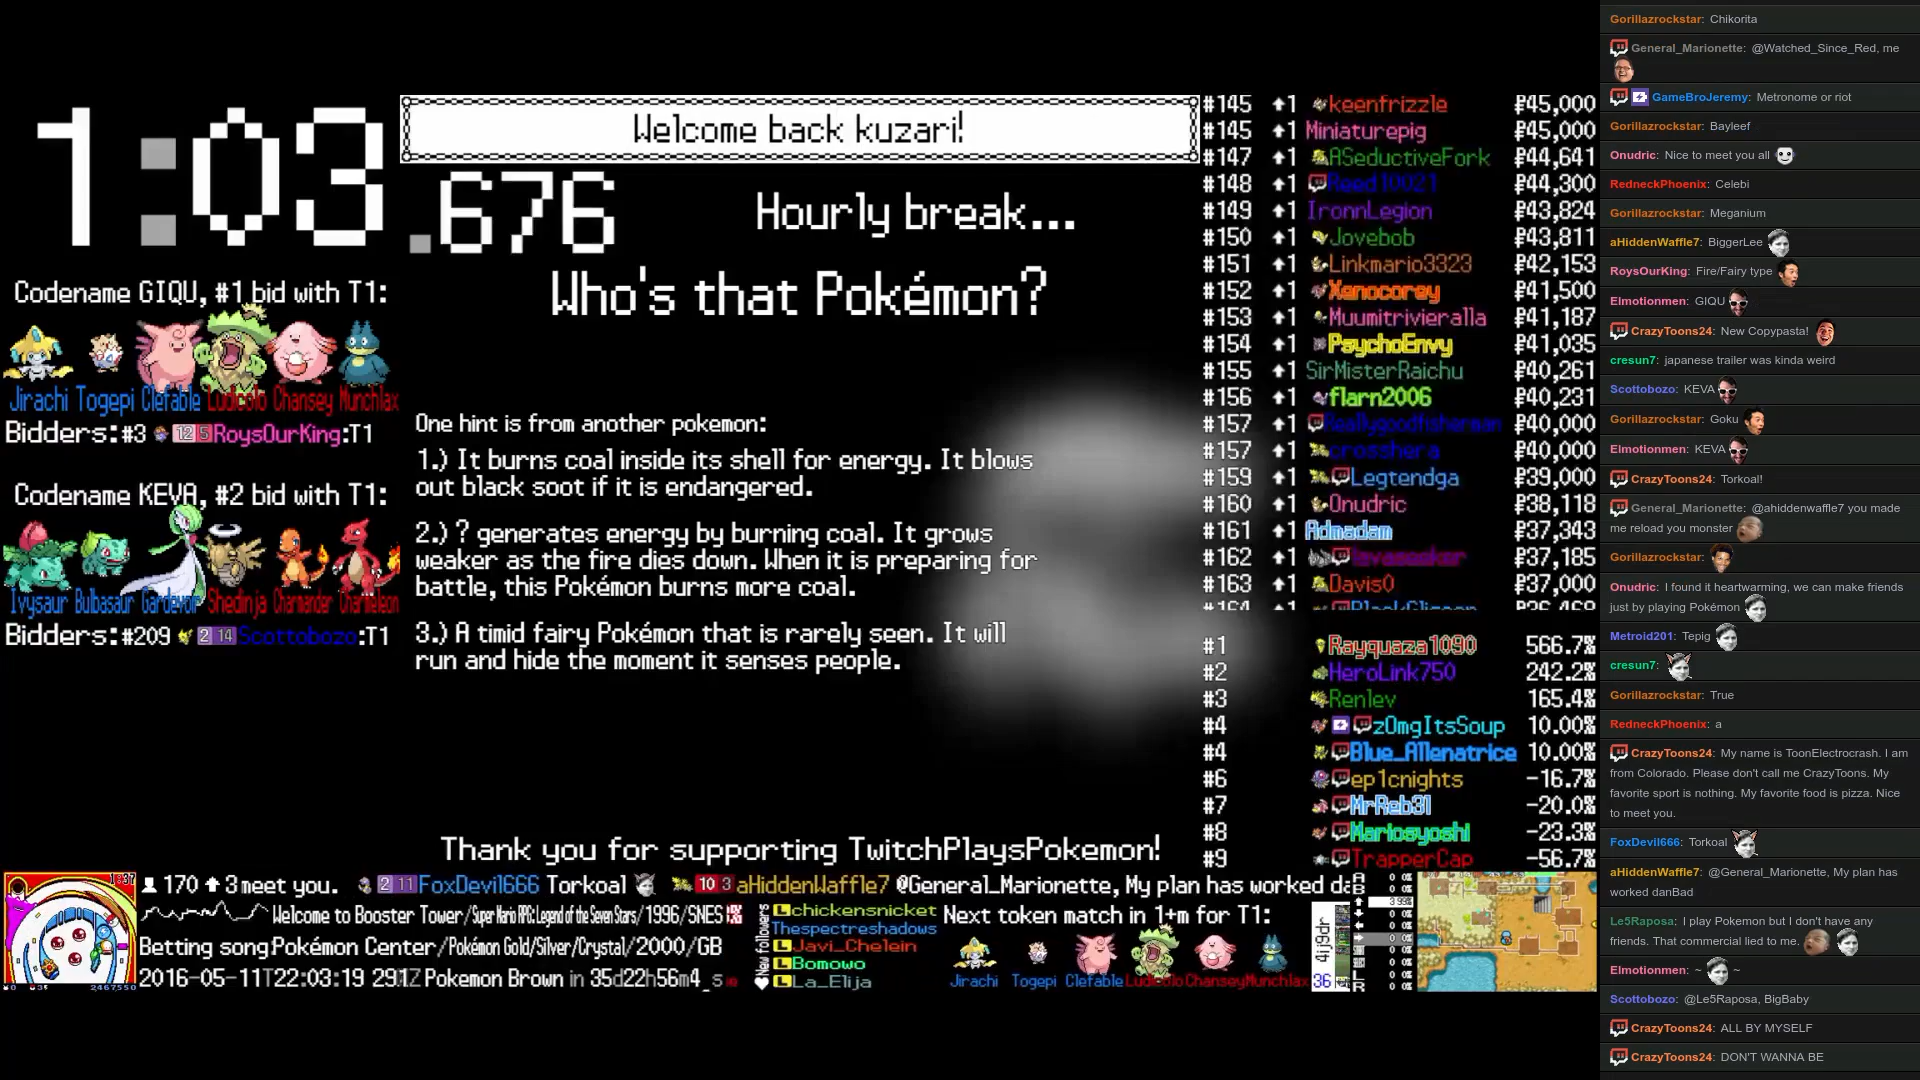 1:03
.676
Welcome back kuzari!
Hourly break...
Who's that Pokémon?
One hint is from another pokemon:
1.) It burns coal inside its shell for energy. It blows
out black soot if it is endangered.
2.) ? generates energy by burning coal. It grows
weaker as the fire dies down. When it is preparing for
battle, this Pokémon burns more coal.
3.) A timid fairy Pokémon that is rarely seen. It will
run and hide the moment it senses people.
Thank you for supporting TwitchPlaysPokemon!
Codename GIQU, #1 bid with T1:
Jirachi Togepi Clefable Ludicolo Chansey Munchlax
Bidders:#3 12 5 RoysOurKing:T1
Codename KEVA, #2 bid with T1:
Ivysaur Bulbasaur Gardevoir Shedinja Charmander Charmeleon
Bidders:#209 2 14 Scottobozo:T1
#145 1 keenfrizzle ₽45,000
#145 1 Miniaturepig ₽45,000
#147 1 ASeductiveFork ₽44,641
#148 1 Reed10021 ₽44,300
#149 1 IronnLegion ₽43,824
#150 1 Jovebob ₽43,811
#151 1 Linkmario3323 ₽42,153
#152 1 Xenocorey ₽41,500
#153 1 Muumitrivieralla ₽41,187
#154 1 PsychoEnvy ₽41,035
#155 1 SirMisterRaichu ₽40,261
#156 1 flarn2006 ₽40,231
#157 1 Reallygoodfisherman ₽40,000
#157 1 crosshera ₽40,000
#159 1 Legtendga ₽39,000
#160 1 Onudric ₽38,118
#161 1 Admadam ₽37,343
#162 1 ₽37,185
#163 1 Davis0 ₽37,000
#1 Rayquaza1090 566.7%
#2 HeroLink750 242.2%
#3 Renlev 165.4%
#4 zOmgItsSoup 10.00%
#4 Blue_Allenatrice 10.00%
#6 ep1cnights -16.7%
#7 MrReb31 -20.0%
#8 Mariosyoshi -23.3%
#9 TrapperCap -56.7%
1:37
2467550
170 3 meet you. 2 11 FoxDevil666 Torkoal 10 3 aHiddenWaffle7 @General_Marionette, My plan has worked da
Welcome to Booster Tower/Super Mario RPG: Legend of the Seven Stars/1996/SNES
Betting song Pokémon Center/Pokémon Gold/Silver/Crystal/2000/GB
2016-05-11T22:03:19 Pokemon Brown in 35d22h56m4_s
New followers
chickensnicket
Thespectreshadows
Javi_Chelein
Bomowo
La_Elija
Next token match in 1+m for T1:
Jirachi Togepi Clefable Ludicolo Chansey Munchlax
4ij9dr
36
Gorillazrockstar: Chikorita
General_Marionette: @Watched_Since_Red, me
GameBroJeremy: Metronome or riot
Gorillazrockstar: Bayleef
Onudric: Nice to meet you all
RedneckPhoenix: Celebi
Gorillazrockstar: Meganium
aHiddenWaffle7: BiggerLee
RoysOurKing: Fire/Fairy type
Elmotionmen: GIQU
CrazyToons24: New Copypasta!
cresun7: japanese trailer was kinda weird
Scottobozo: KEVA
Gorillazrockstar: Goku
Elmotionmen: KEVA
CrazyToons24: Torkoal!
General_Marionette: @ahiddenwaffle7 you made
me reload you monster
Gorillazrockstar:
Onudric: I found it heartwarming, we can make friends
just by playing Pokémon
Metroid201: Tepig
cresun7:
Gorillazrockstar: True
RedneckPhoenix: a
CrazyToons24: My name is ToonElectrocrash. I am
from Colorado. Please don't call me CrazyToons. My
favorite sport is nothing. My favorite food is pizza. Nice
to meet you.
FoxDevil666: Torkoal
aHiddenWaffle7: @General_Marionette, My plan has
worked danBad
Le5Raposa: I play Pokemon but I don't have any
friends. That commercial lied to me.
Elmotionmen: ~ ~
Scottobozo: @Le5Raposa, BigBaby
CrazyToons24: ALL BY MYSELF
CrazyToons24: DON'T WANNA BE